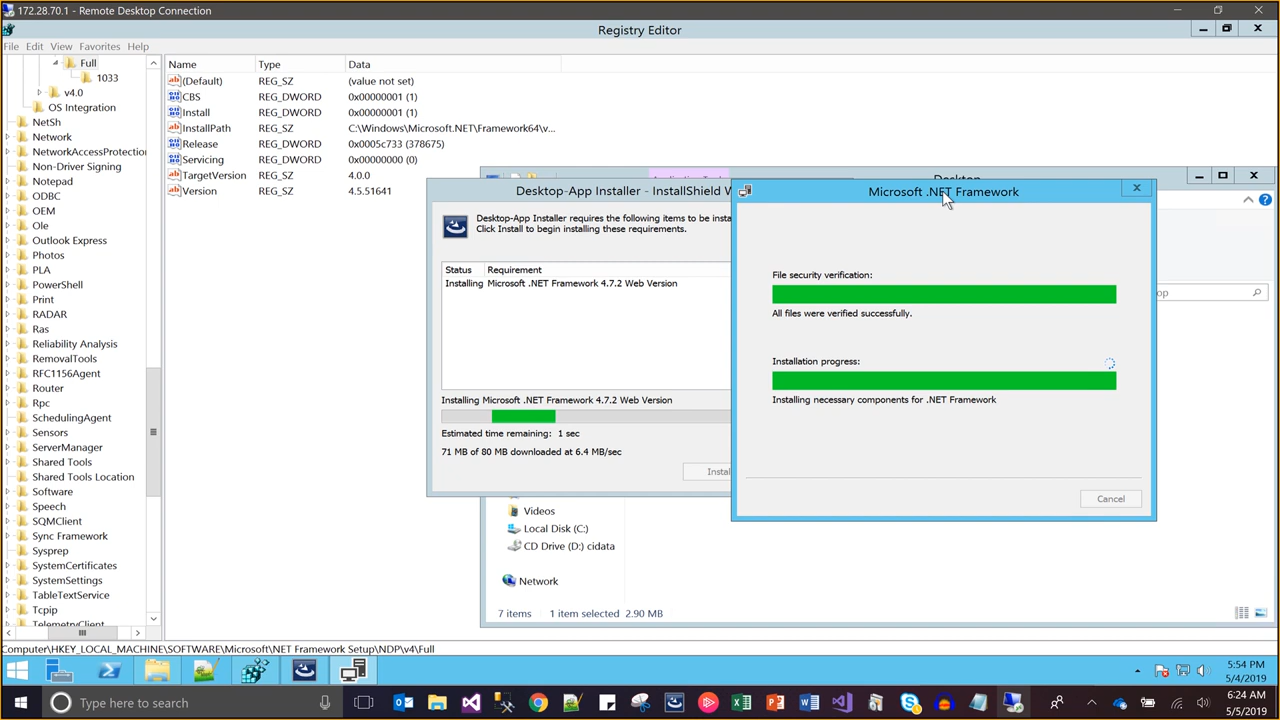 172.28.70.1 - Remote Desktop Connection
Registry Editor
File Edit View Favorites Help
Full
1033
v4.0
OS Integration
NetSh
Network
NetworkAccessProtection
Non-Driver Signing
Notepad
ODBC
OEM
Ole
Outlook Express
Photos
PLA
PowerShell
Print
RADAR
Ras
Reliability Analysis
RemovalTools
RFC1156Agent
Router
Rpc
SchedulingAgent
Sensors
ServerManager
Shared Tools
Shared Tools Location
Software
Speech
SQMClient
Sync Framework
Sysprep
SystemCertificates
SystemSettings
TableTextService
Tcpip
TelemetryClient
Name Type Data
(Default) REG_SZ (value not set)
CBS REG_DWORD 0x00000001 (1)
Install REG_DWORD 0x00000001 (1)
InstallPath REG_SZ C:\Windows\Microsoft.NET\Framework64\v...
Release REG_DWORD 0x0005c733 (378675)
Servicing REG_DWORD 0x00000000 (0)
TargetVersion REG_SZ 4.0.0
Version REG_SZ 4.5.51641
Desktop
Desktop-App Installer - InstallShield W
Desktop-App Installer requires the following items to be insta
Click Install to begin installing these requirements.
Status Requirement
Installing Microsoft .NET Framework 4.7.2 Web Version
Installing Microsoft .NET Framework 4.7.2 Web Version
Estimated time remaining: 1 sec
71 MB of 80 MB downloaded at 6.4 MB/sec
Instal
Microsoft .NET Framework
File security verification:
All files were verified successfully.
Installation progress:
Installing necessary components for .NET Framework
Cancel
op
Videos
Local Disk (C:)
CD Drive (D:) cidata
Network
7 items 1 item selected 2.90 MB
Computer\HKEY_LOCAL_MACHINE\SOFTWARE\Microsoft\NET Framework Setup\NDP\v4\Full
5:54 PM
5/4/2019
Type here to search
6:24 AM
5/5/2019